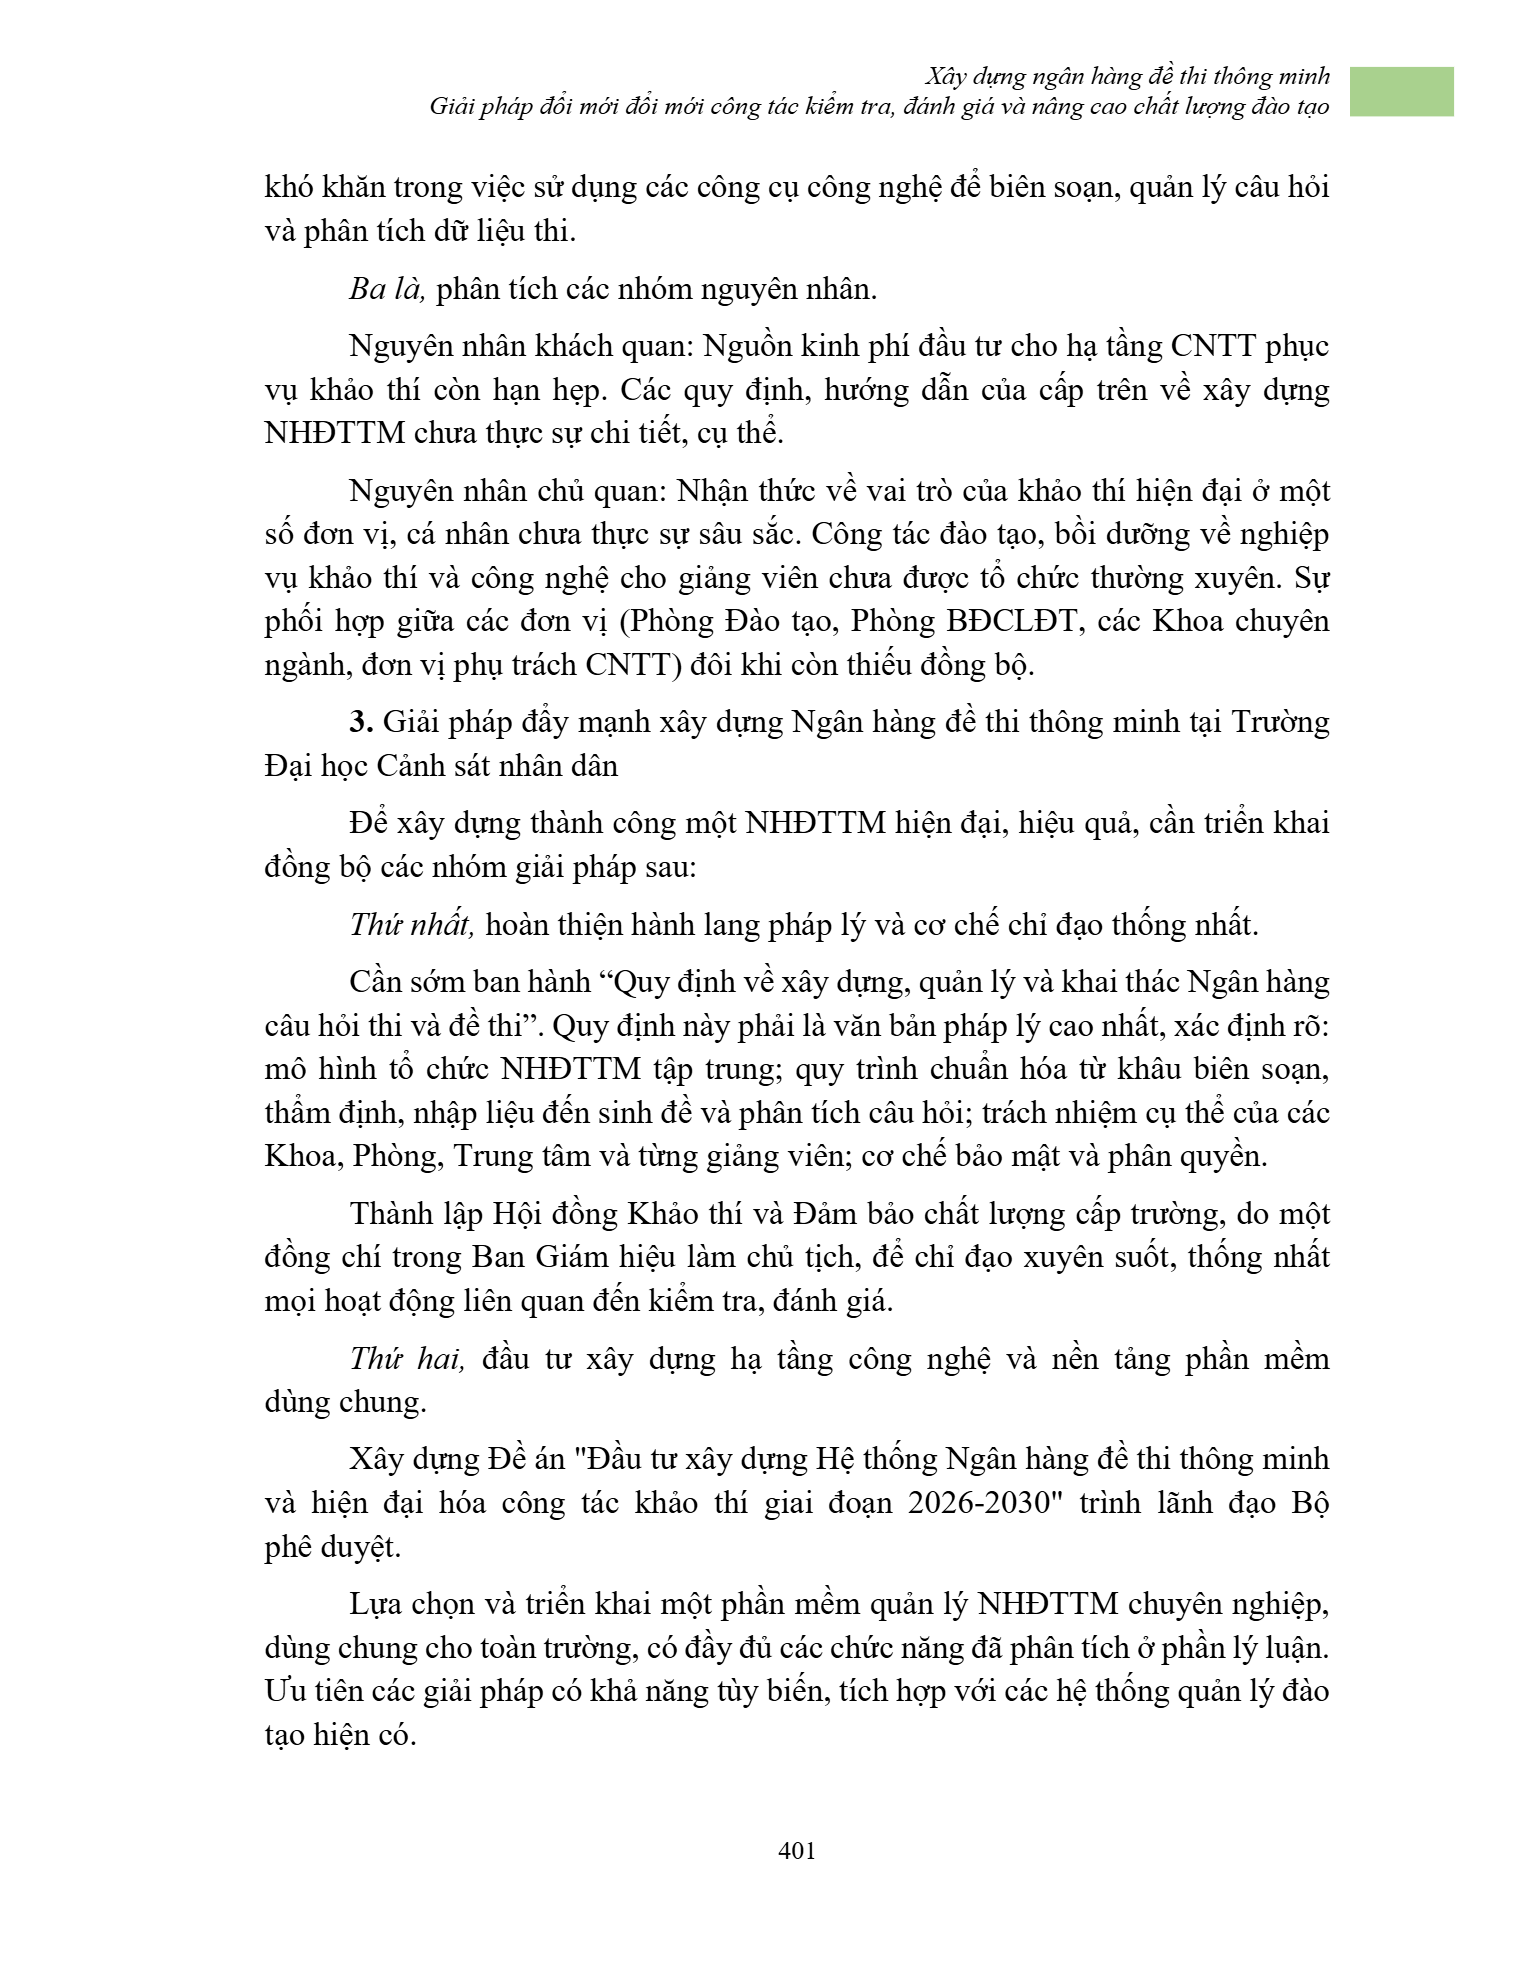 Xây dựng ngân hàng đề thi thông minh
Giải pháp đổi mới đổi mới công tác kiểm tra, đánh giá và nâng cao chất lượng đào tạo
khó khăn trong việc sử dụng các công cụ công nghệ để biên soạn, quản lý câu hỏi
và phân tích dữ liệu thi.
Ba là, phân tích các nhóm nguyên nhân.
Nguyên nhân khách quan: Nguồn kinh phí đầu tư cho hạ tầng CNTT phục
vụ khảo thí còn hạn hẹp. Các quy định, hướng dẫn của cấp trên về xây dựng
NHĐTTM chưa thực sự chi tiết, cụ thể.
Nguyên nhân chủ quan: Nhận thức về vai trò của khảo thí hiện đại ở một
số đơn vị, cá nhân chưa thực sự sâu sắc. Công tác đào tạo, bồi dưỡng về nghiệp
vụ khảo thí và công nghệ cho giảng viên chưa được tổ chức thường xuyên. Sự
phối hợp giữa các đơn vị (Phòng Đào tạo, Phòng BĐCLĐT, các Khoa chuyên
ngành, đơn vị phụ trách CNTT) đôi khi còn thiếu đồng bộ.
3. Giải pháp đẩy mạnh xây dựng Ngân hàng đề thi thông minh tại Trường
Đại học Cảnh sát nhân dân
Để xây dựng thành công một NHĐTTM hiện đại, hiệu quả, cần triển khai
đồng bộ các nhóm giải pháp sau:
Thứ nhất, hoàn thiện hành lang pháp lý và cơ chế chỉ đạo thống nhất.
Cần sớm ban hành “Quy định về xây dựng, quản lý và khai thác Ngân hàng
câu hỏi thi và đề thi”. Quy định này phải là văn bản pháp lý cao nhất, xác định rõ:
mô hình tổ chức NHĐTTM tập trung; quy trình chuẩn hóa từ khâu biên soạn,
thẩm định, nhập liệu đến sinh đề và phân tích câu hỏi; trách nhiệm cụ thể của các
Khoa, Phòng, Trung tâm và từng giảng viên; cơ chế bảo mật và phân quyền.
Thành lập Hội đồng Khảo thí và Đảm bảo chất lượng cấp trường, do một
đồng chí trong Ban Giám hiệu làm chủ tịch, để chỉ đạo xuyên suốt, thống nhất
mọi hoạt động liên quan đến kiểm tra, đánh giá.
Thứ hai, đầu tư xây dựng hạ tầng công nghệ và nền tảng phần mềm
dùng chung.
Xây dựng Đề án "Đầu tư xây dựng Hệ thống Ngân hàng đề thi thông minh
và hiện đại hóa công tác khảo thí giai đoạn 2026-2030" trình lãnh đạo Bộ
phê duyệt.
Lựa chọn và triển khai một phần mềm quản lý NHĐTTM chuyên nghiệp,
dùng chung cho toàn trường, có đầy đủ các chức năng đã phân tích ở phần lý luận.
Ưu tiên các giải pháp có khả năng tùy biến, tích hợp với các hệ thống quản lý đào
tạo hiện có.
401